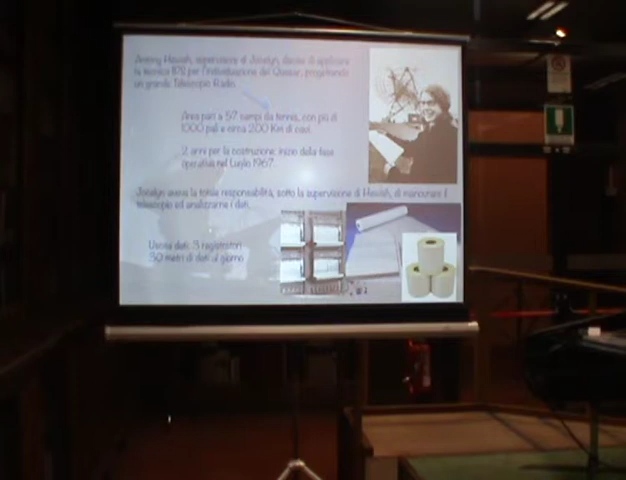 Antony Hewish, supervisore di Jocelyn, decise di applicare
la tecnica IPS per l'individuazione dei Quasar, progettando
un grande Telescopio Radio.
Area pari a 57 campi da tennis, con più di
1000 pali e circa 200 Km di cavi.
2 anni per la costruzione: inizio della fase
operativa nel Luglio 1967.
Jocelyn aveva la totale responsabilità, sotto la supervisione di Hewish, di manovrare il
telescopio ed analizzarne i dati.
Uscita dati: 3 registratori
30 metri di dati al giorno